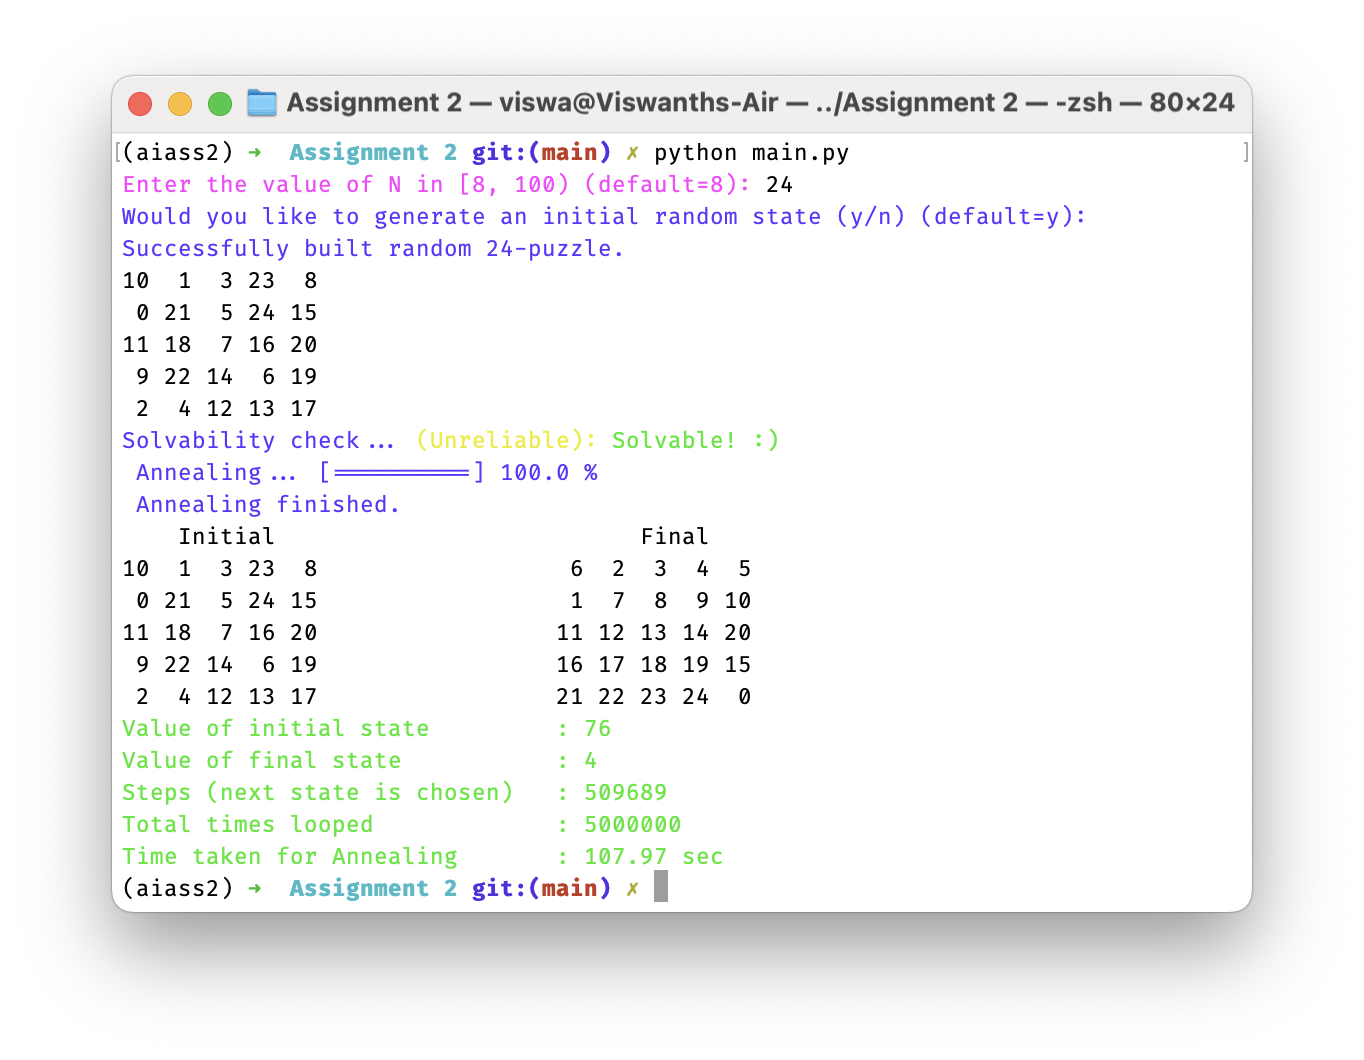 Assignment 2 — viswa@Viswanths-Air — ../Assignment 2 — -zsh — 80×24
[(aiass2) ➜  Assignment 2 git:(main) ✗ python main.py ]
Enter the value of N in [8, 100) (default=8): 24
Would you like to generate an initial random state (y/n) (default=y):
Successfully built random 24-puzzle.
10  1  3 23  8
 0 21  5 24 15
11 18  7 16 20
 9 22 14  6 19
 2  4 12 13 17
Solvability check... (Unreliable): Solvable! :)
 Annealing... [==========] 100.0 %
 Annealing finished.
    Initial                          Final
10  1  3 23  8                  6  2  3  4  5
 0 21  5 24 15                  1  7  8  9 10
11 18  7 16 20                 11 12 13 14 20
 9 22 14  6 19                 16 17 18 19 15
 2  4 12 13 17                 21 22 23 24  0
Value of initial state         : 76
Value of final state           : 4
Steps (next state is chosen)   : 509689
Total times looped             : 5000000
Time taken for Annealing       : 107.97 sec
(aiass2) ➜  Assignment 2 git:(main) ✗